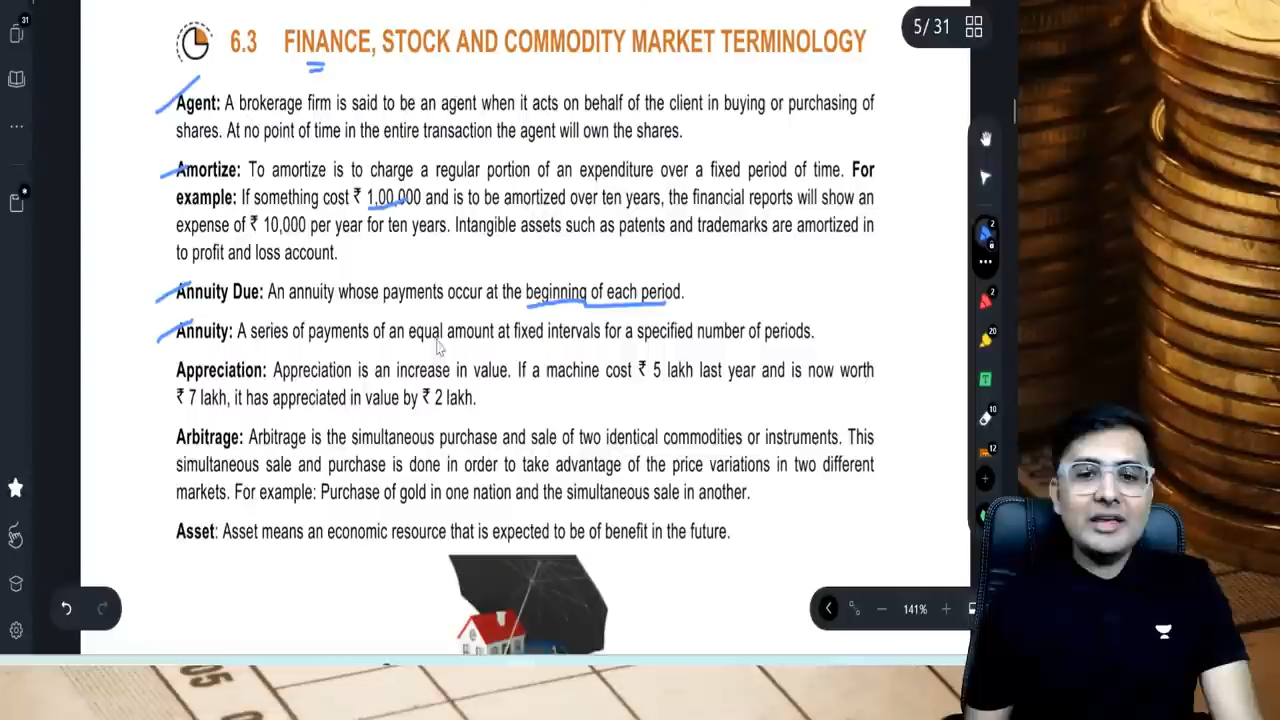 31
5/31
6.3 FINANCE, STOCK AND COMMODITY MARKET TERMINOLOGY
Agent: A brokerage firm is said to be an agent when it acts on behalf of the client in buying or purchasing of
shares. At no point of time in the entire transaction the agent will own the shares.
Amortize: To amortize is to charge a regular portion of an expenditure over a fixed period of time. For
example: If something cost ₹ 1,00,000 and is to be amortized over ten years, the financial reports will show an
expense of ₹ 10,000 per year for ten years. Intangible assets such as patents and trademarks are amortized in
to profit and loss account.
Annuity Due: An annuity whose payments occur at the beginning of each period.
Annuity: A series of payments of an equal amount at fixed intervals for a specified number of periods.
Appreciation: Appreciation is an increase in value. If a machine cost ₹ 5 lakh last year and is now worth
₹ 7 lakh, it has appreciated in value by ₹ 2 lakh.
Arbitrage: Arbitrage is the simultaneous purchase and sale of two identical commodities or instruments. This
simultaneous sale and purchase is done in order to take advantage of the price variations in two different
markets. For example: Purchase of gold in one nation and the simultaneous sale in another.
Asset: Asset means an economic resource that is expected to be of benefit in the future.
2
2
20
T
10
12
141%
05